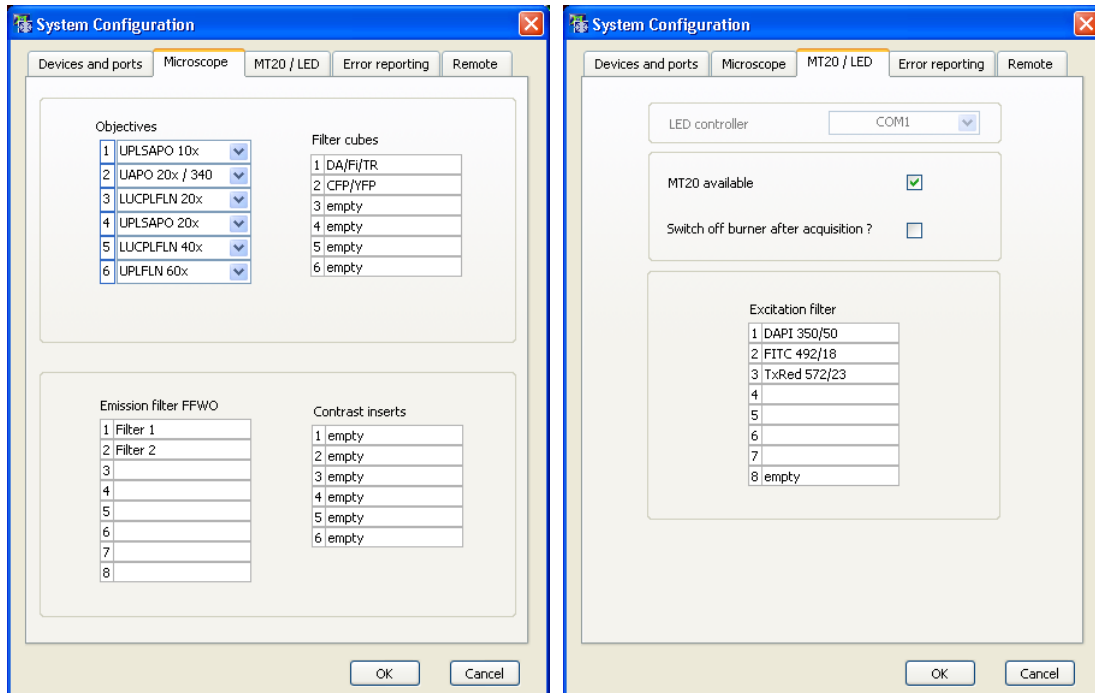 System Configuration
Devices and ports Microscope MT20 / LED Error reporting Remote
Objectives
1 UPLSAPO 10x
2 UAPO 20x / 340
3 LUCPLFLN 20x
4 UPLSAPO 20x
5 LUCPLFLN 40x
6 UPLFLN 60x
Filter cubes
1 DA/Fi/TR
2 CFP/YFP
3 empty
4 empty
5 empty
6 empty
Emission filter FFWO
1 Filter 1
2 Filter 2
3
4
5
6
7
8
Contrast inserts
1 empty
2 empty
3 empty
4 empty
5 empty
6 empty
OK Cancel
System Configuration
Devices and ports Microscope MT20 / LED Error reporting Remote
LED controller COM1
MT20 available
Switch off burner after acquisition ?
Excitation filter
1 DAPI 350/50
2 FITC 492/18
3 TxRed 572/23
4
5
6
7
8 empty
OK Cancel